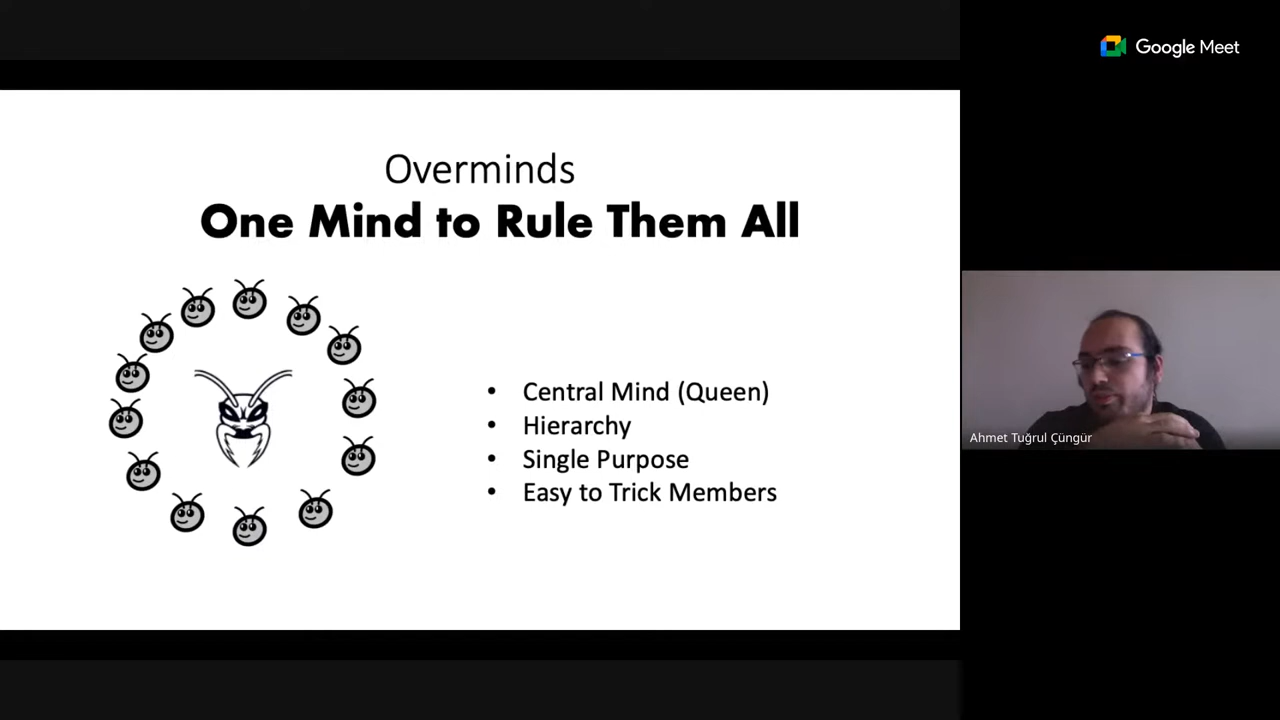 Google Meet
Overminds
One Mind to Rule Them All
• Central Mind (Queen)
• Hierarchy
• Single Purpose
• Easy to Trick Members
Ahmet Tuğrul Çüngür